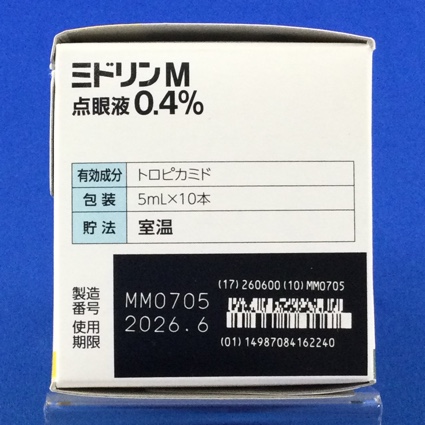 ミドリンM
点眼液0.4%
有効成分 トロピカミド
包装 5mL×10本
貯法 室温
(17)260600(10)MM0705
製造番号 MM0705
使用期限 2026.6
(01)14987084162240